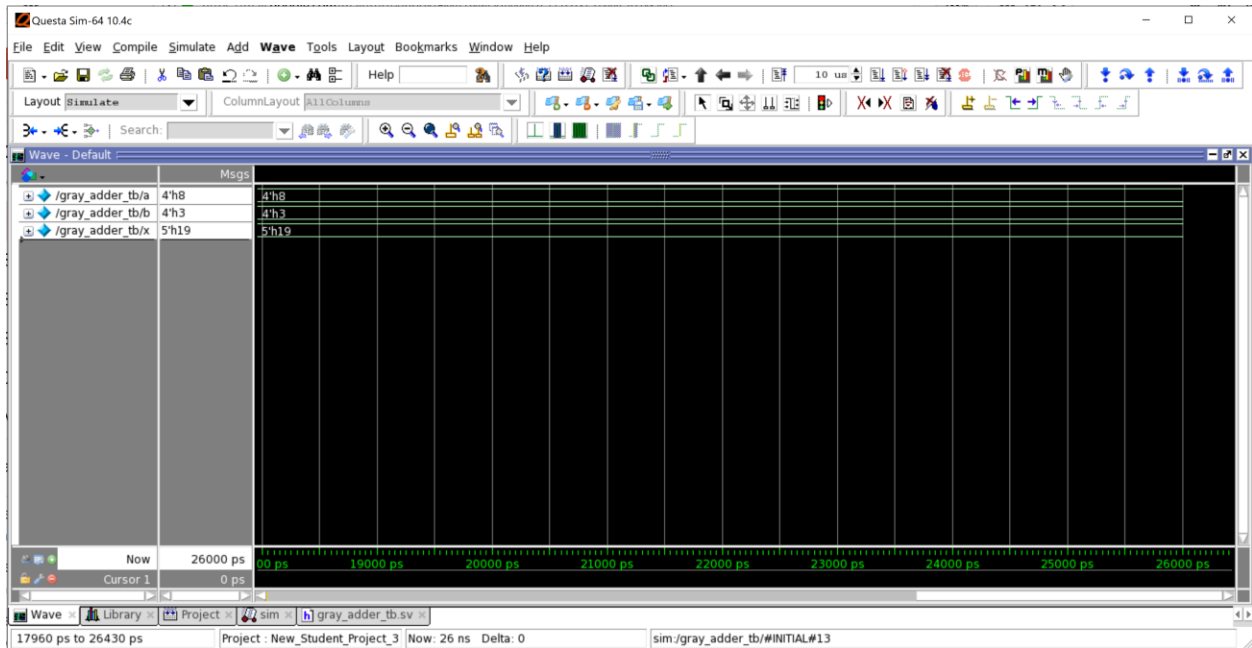 Questa Sim-64 10.4c
File Edit View Compile Simulate Add Wave Tools Layout Bookmarks Window Help
Help 10 us
Layout Simulate ColumnLayout AllColumns
Search:
Wave - Default
Msgs
/gray_adder_tb/a 4'h8 4'h8
/gray_adder_tb/b 4'h3 4'h3
/gray_adder_tb/x 5'h19 5'h19
Now 26000 ps 00 ps 19000 ps 20000 ps 21000 ps 22000 ps 23000 ps 24000 ps 25000 ps 26000 ps
Cursor 1 0 ps
Wave Library Project sim gray_adder_tb.sv
17960 ps to 26430 ps Project : New_Student_Project_3 Now: 26 ns Delta: 0 sim:/gray_adder_tb/#INITIAL#13